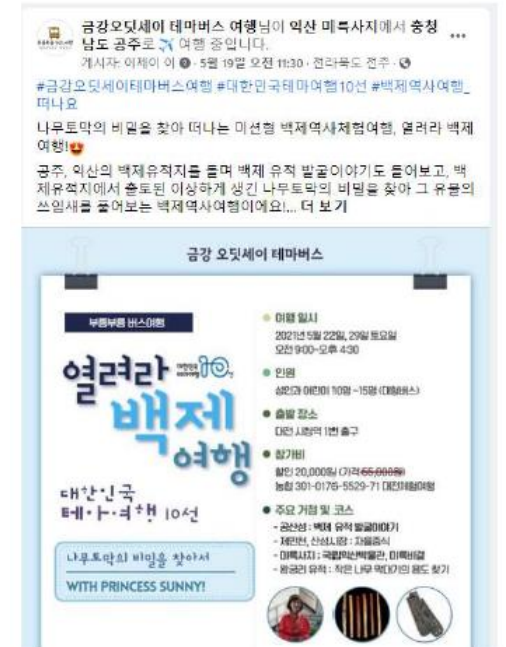 금강오딧세이 테마버스 여행님이 익산 미륵사지에서 충청
남도 공주로 ✈️ 여행 중입니다.
게시자: 이제이 이 · 5월 19일 오전 11:30 · 전라북도 전주 ·
#금강오딧세이테마버스여행 #대한민국테마여행10선 #백제역사여행_
떠나요
나무토막의 비밀을 찾아 떠나는 미션형 백제역사체험여행, 열려라 백제
여행!😍
공주, 익산의 백제유적지를 돌며 백제 유적 발굴이야기도 들어보고, 백
제유적지에서 출토된 이상하게 생긴 나무토막의 비밀을 찾아 그 유물의
쓰임새를 풀어보는 백제역사여행이에요!... 더 보기
금강 오딧세이 테마버스
부릉부릉 버스여행
열려라
백제
여행
대한민국
테마여행 10선
나무토막의 비밀을 찾아서
WITH PRINCESS SUNNY!
여행 일시
2021년 5월 22일, 29일 토요일
오전 9:00~오후 4:30
인원
성인과 어린이 10명 ~15명 (대형버스)
출발 장소
대전 시청역 1번 출구
참가비
할인 20,000원 (가격 65,000원)
농협 301-0176-5529-71 대전체험여행
주요 거점 및 코스
- 공산성 : 백제 유적 발굴이야기
- 제민천, 산성시장 : 자율중식
- 미륵사지 : 국립익산박물관, 미륵비결
- 왕궁리 유적 : 작은 나무 막대기의 용도 찾기